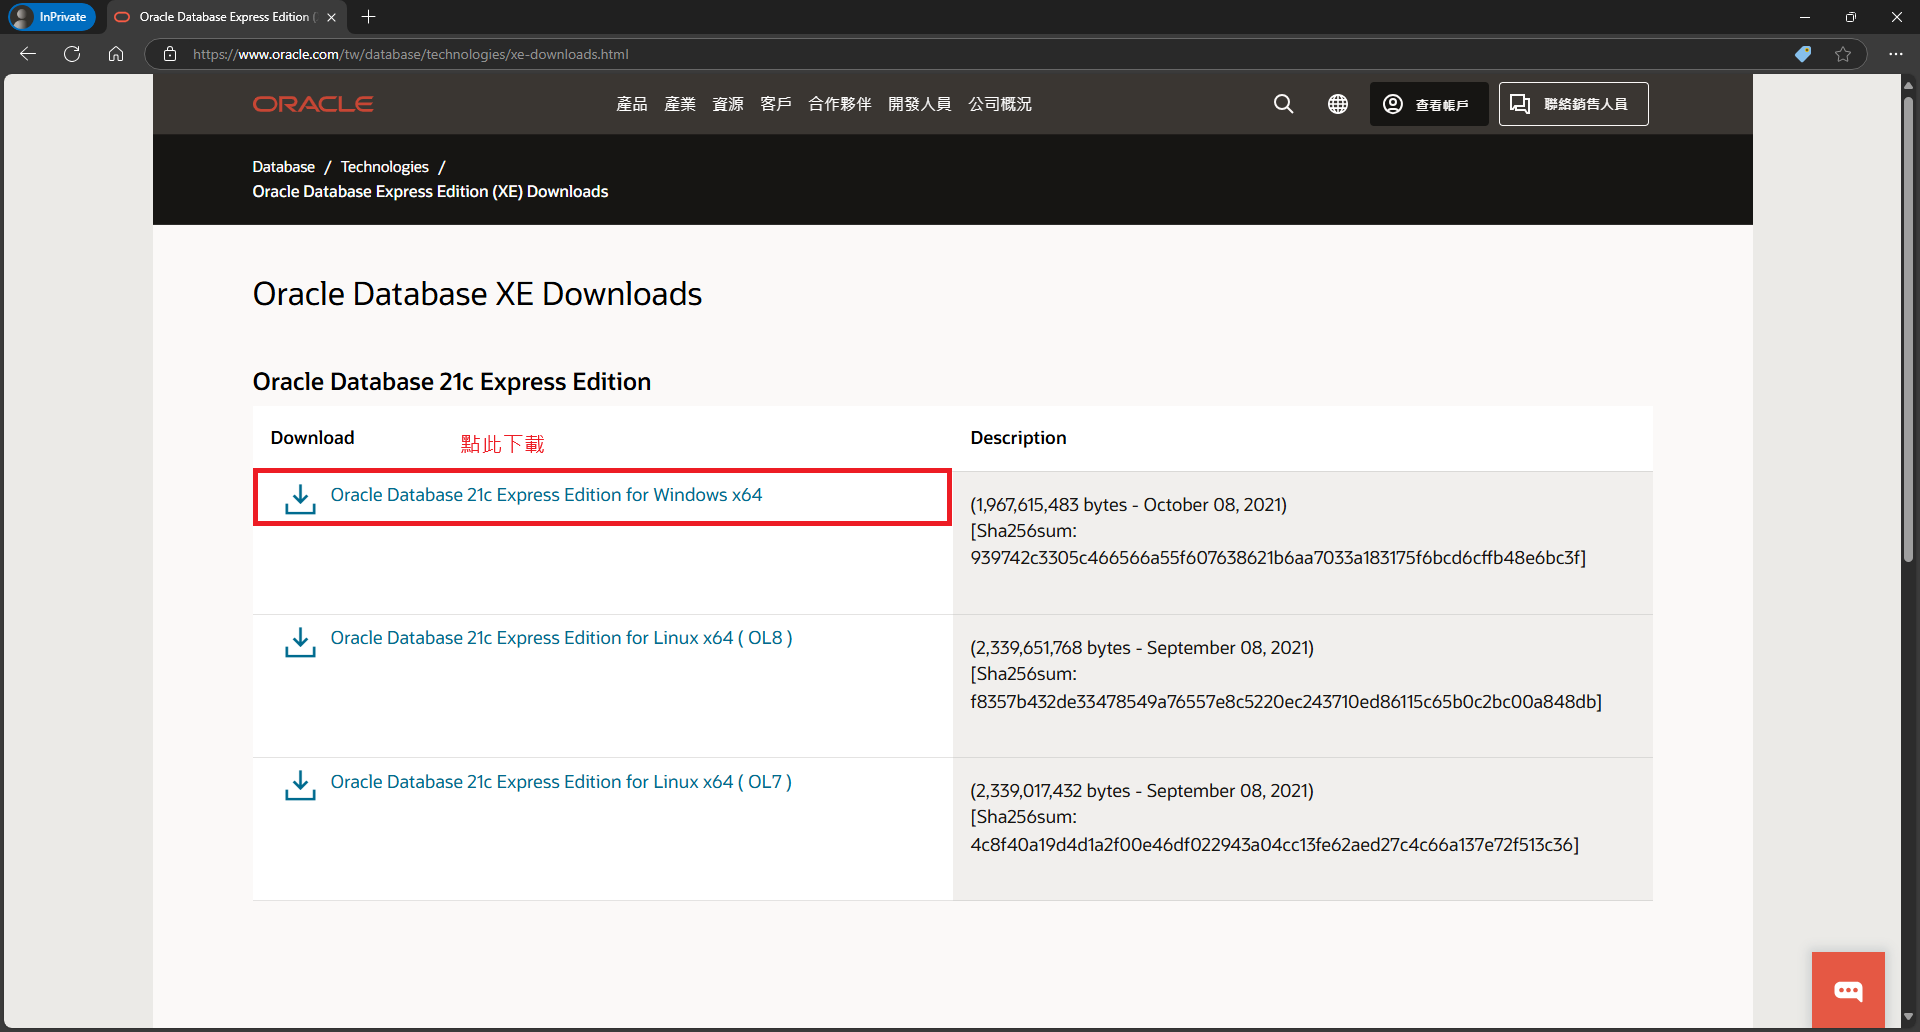 InPrivate
Oracle Database Express Edition (
https://www.oracle.com/tw/database/technologies/xe-downloads.html
ORACLE
產品 產業 資源 客戶 合作夥伴 開發人員 公司概況
查看帳戶
聯絡銷售人員
Database / Technologies /
Oracle Database Express Edition (XE) Downloads
Oracle Database XE Downloads
Oracle Database 21c Express Edition
Download
點此下載
Description
Oracle Database 21c Express Edition for Windows x64
(1,967,615,483 bytes - October 08, 2021)
[Sha256sum:
939742c3305c466566a55f607638621b6aa7033a183175f6bcd6cffb48e6bc3f]
Oracle Database 21c Express Edition for Linux x64 ( OL8 )
(2,339,651,768 bytes - September 08, 2021)
[Sha256sum:
f8357b432de33478549a76557e8c5220ec243710ed86115c65b0c2bc00a848db]
Oracle Database 21c Express Edition for Linux x64 ( OL7 )
(2,339,017,432 bytes - September 08, 2021)
[Sha256sum:
4c8f40a19d4d1a2f00e46df022943a04cc13fe62aed27c4c66a137e72f513c36]